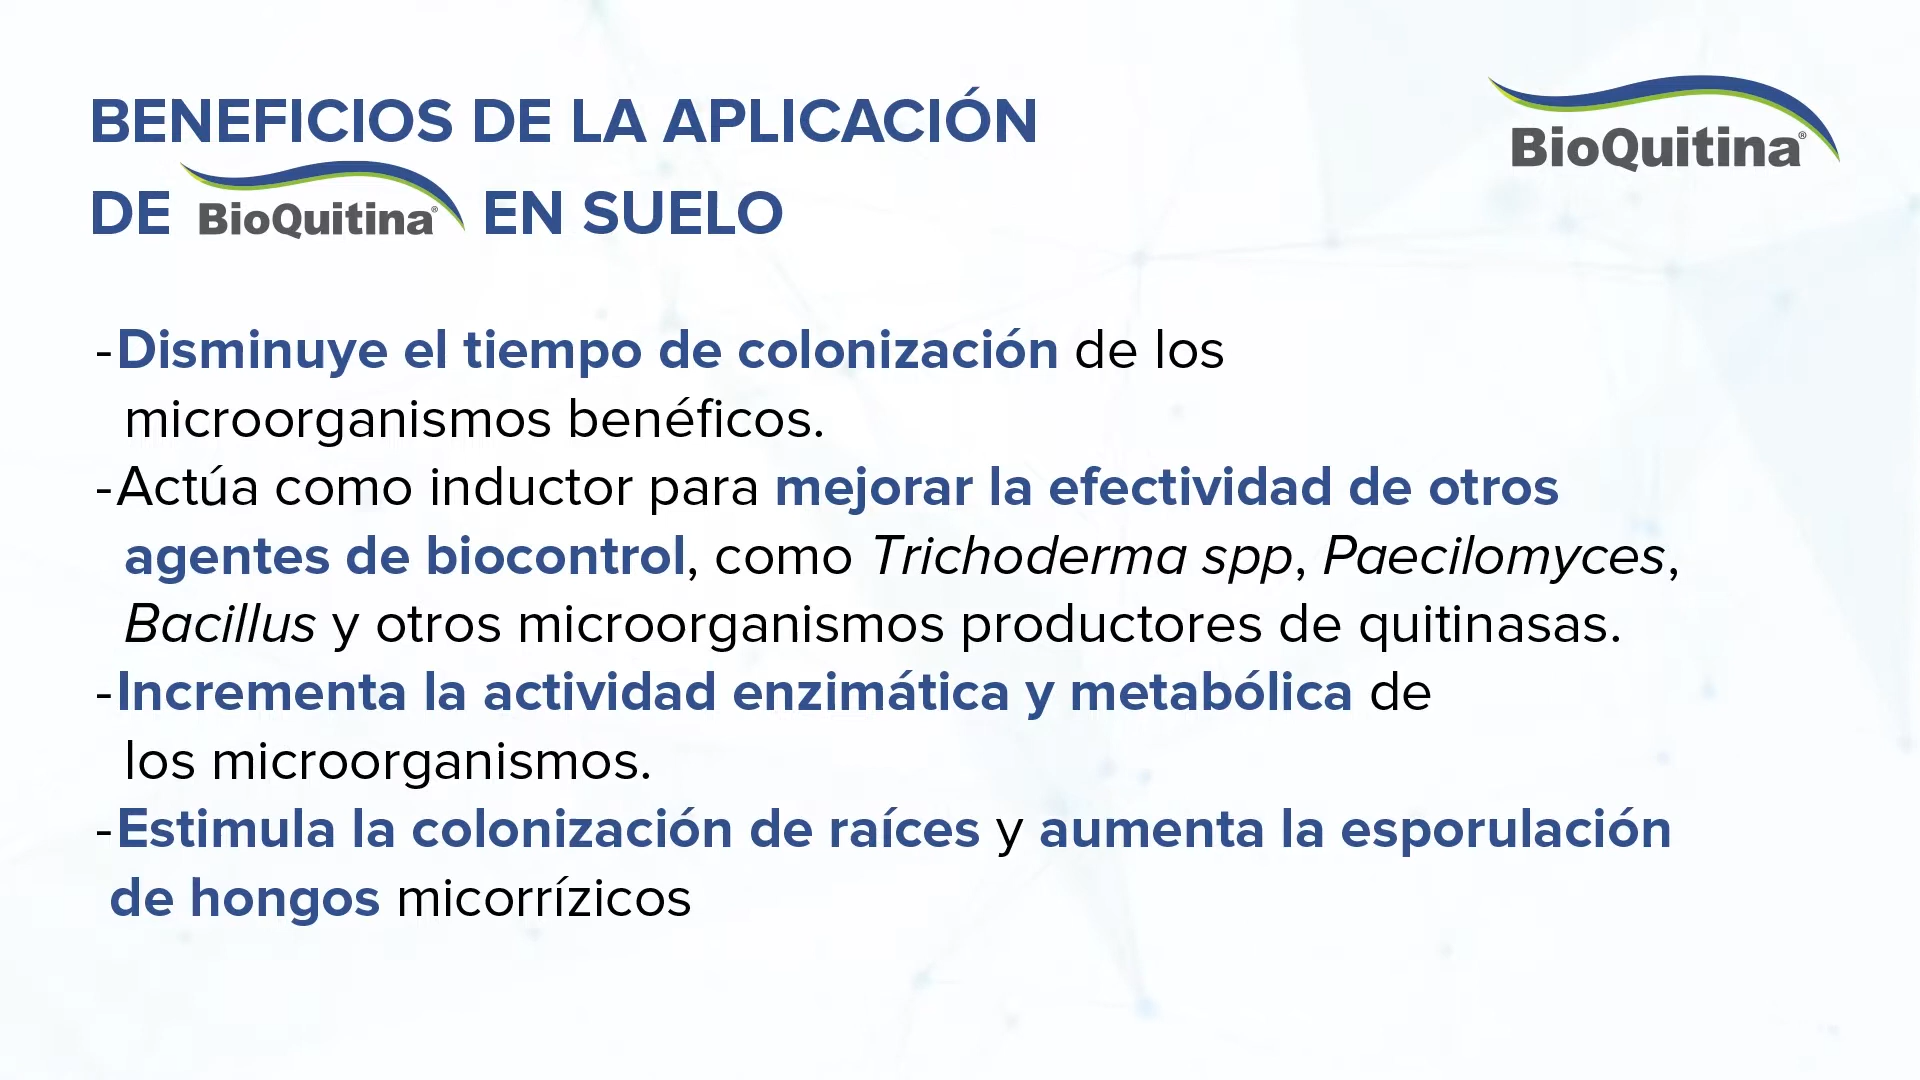 BENEFICIOS DE LA APLICACIÓN
BioQuitina®
DE BioQuitina® EN SUELO
-Disminuye el tiempo de colonización de los
microorganismos benéficos.
-Actúa como inductor para mejorar la efectividad de otros
agentes de biocontrol, como Trichoderma spp, Paecilomyces,
Bacillus y otros microorganismos productores de quitinasas.
-Incrementa la actividad enzimática y metabólica de
los microorganismos.
-Estimula la colonización de raíces y aumenta la esporulación
de hongos micorrízicos